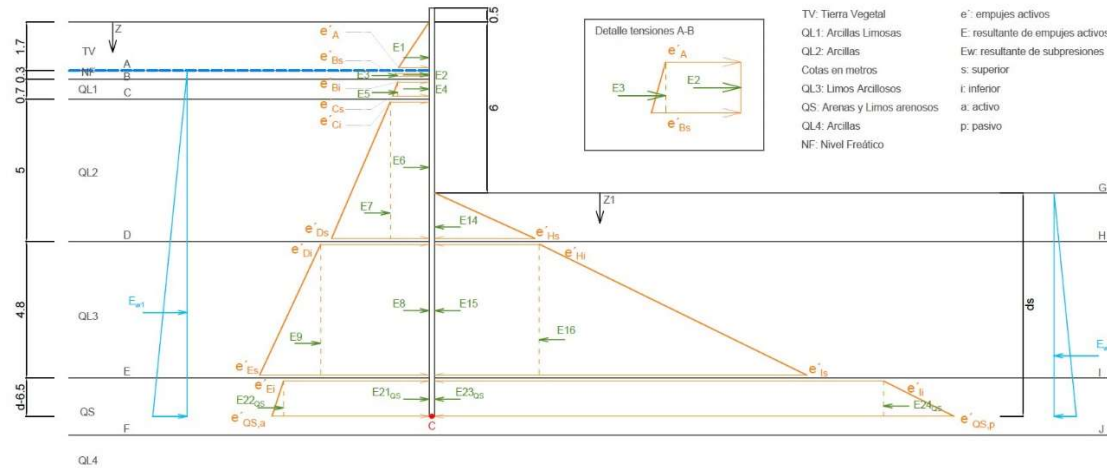 0.5
Z
1.7
TV
A
NF
0.3
B
QL1
0.7
C
QL2
5
D
QL3
4.8
E
QS
d-6.5
F
QL4
Ew1
e´A
E1
e´Bs
E3
E2
e´Bi
E5
E4
e´Cs
e´Ci
E6
E7
e´Ds
e´Di
E8
E9
e´Es
e´Ei
E22QS
E21QS
e´QS,a
C
6
Z1
E14
e´Hs
e´Hi
E15
E16
e´Is
E23QS
e´Ii
E24QS
e´QS,p
ds
G
H
I
J
Detalle tensiones A-B
e´A
E3
E2
e´Bs
TV: Tierra Vegetal
QL1: Arcillas Limosas
QL2: Arcillas
Cotas en metros
QL3: Limos Arcillosos
QS: Arenas y Limos arenosos
QL4: Arcillas
NF: Nivel Freático
e´: empujes activos
E: resultante de empujes activos
Ew: resultante de subpresiones
s: superior
i: inferior
a: activo
p: pasivo